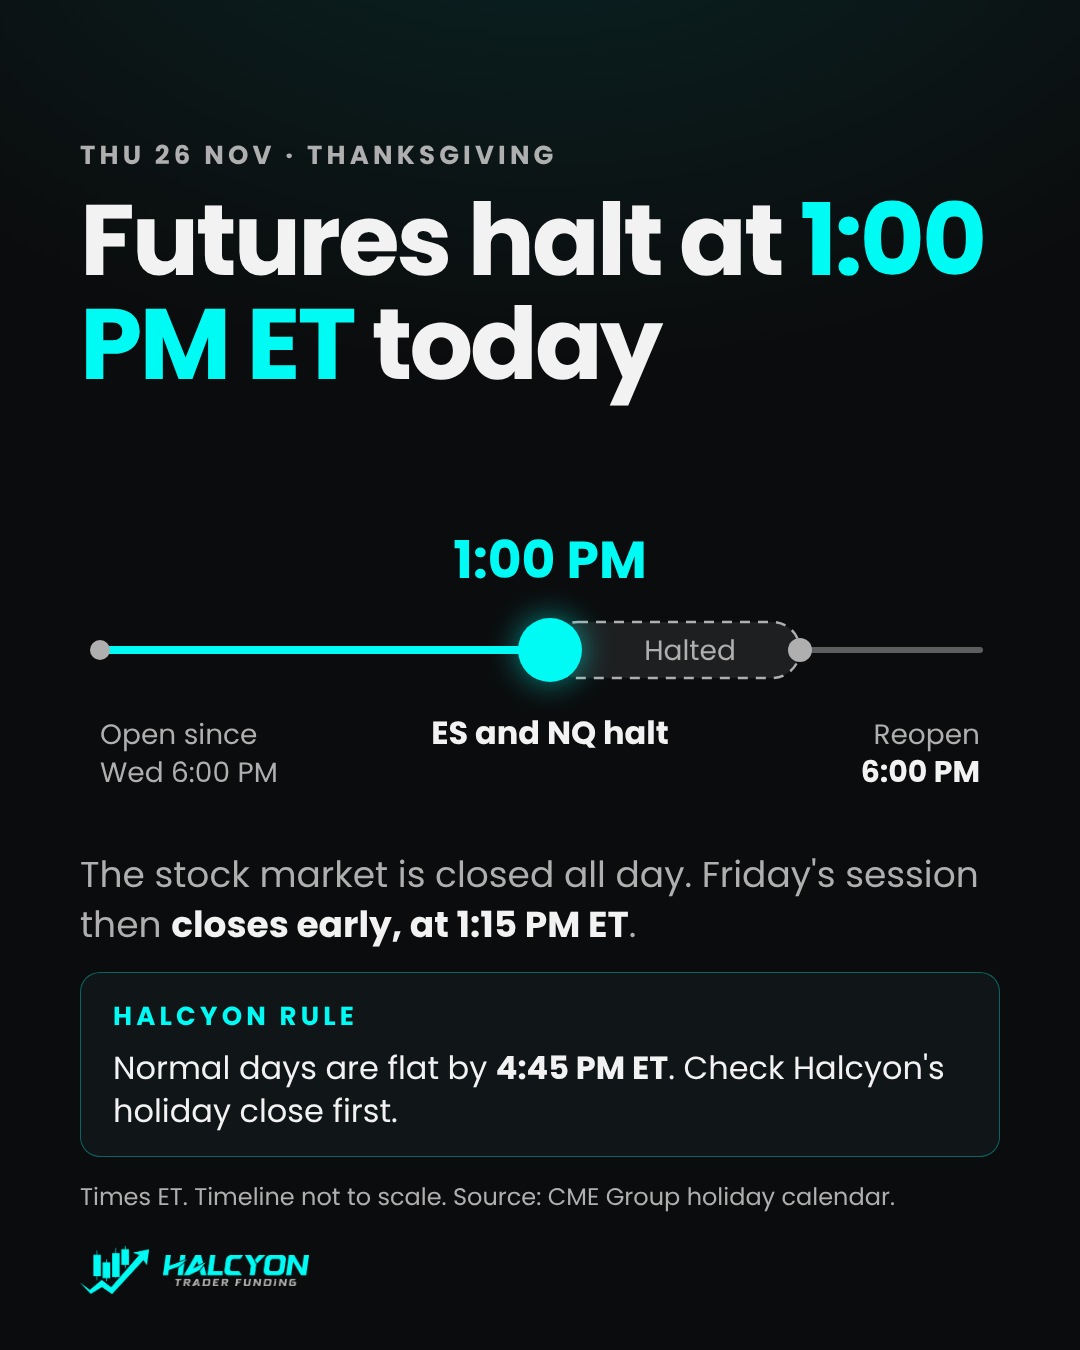 THU 26 NOV · THANKSGIVING
Futures halt at 1:00
PM ET today
1:00 PM
Halted
Open since
Wed 6:00 PM
ES and NQ halt
Reopen
6:00 PM
The stock market is closed all day. Friday's session
then closes early, at 1:15 PM ET.
HALCYON RULE
Normal days are flat by 4:45 PM ET. Check Halcyon's
holiday close first.
Times ET. Timeline not to scale. Source: CME Group holiday calendar.
HALCYON
TRADER FUNDING